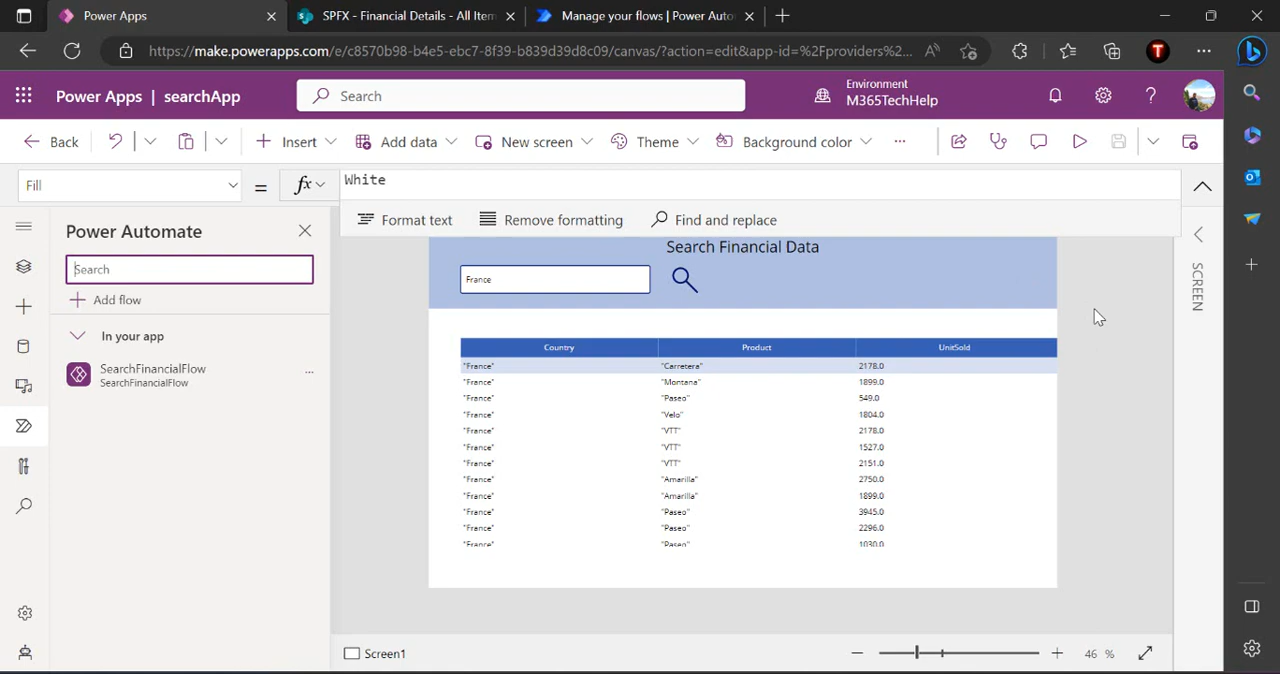 Power Apps
SPFX - Financial Details - All Item
Manage your flows | Power Auto
https://make.powerapps.com/e/c8570b98-b4e5-ebc7-8f39-b839d39d8c09/canvas/?action=edit&app-id=%2Fproviders%2...
Power Apps | searchApp
Search
Environment
M365TechHelp
Back
Insert
Add data
New screen
Theme
Background color
...
Fill
=
fx
White
Format text
Remove formatting
Find and replace
Power Automate
Search
Add flow
In your app
SearchFinancialFlow
SearchFinancialFlow
...
Search Financial Data
France
Country Product UnitSold
"France" "Carretera" 2178.0
"France" "Montana" 1899.0
"France" "Paseo" 549.0
"France" "Velo" 1804.0
"France" "VTT" 2178.0
"France" "VTT" 1527.0
"France" "VTT" 2151.0
"France" "Amarilla" 2750.0
"France" "Amarilla" 1899.0
"France" "Paseo" 3945.0
"France" "Paseo" 2296.0
"France" "Paseo" 1030.0
SCREEN
Screen1
46 %